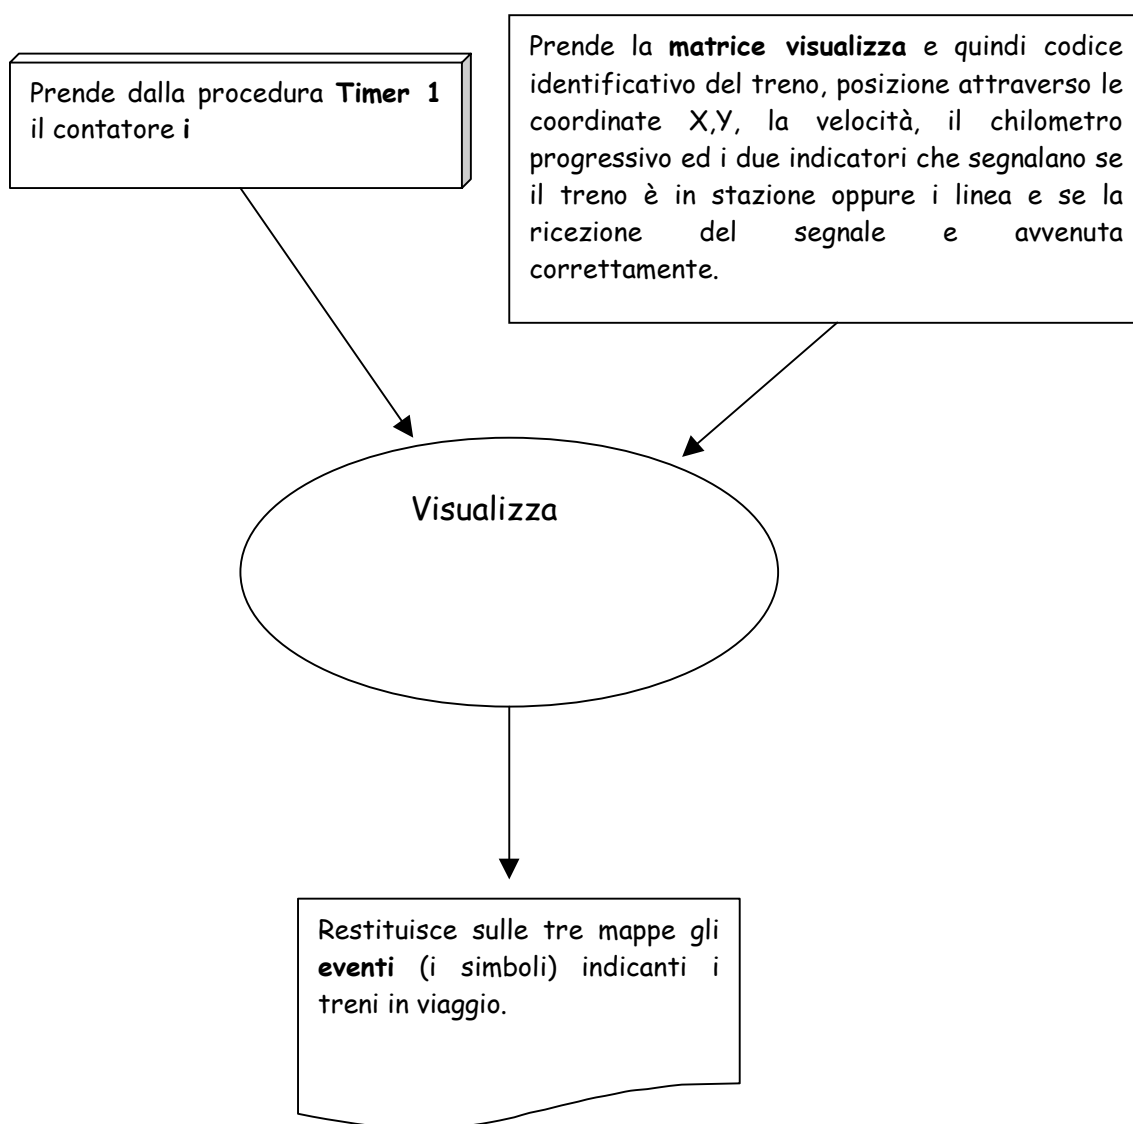 Prende dalla procedura Timer 1
il contatore i
Prende la matrice visualizza e quindi codice
identificativo del treno, posizione attraverso le
coordinate X,Y, la velocità, il chilometro
progressivo ed i due indicatori che segnalano se
il treno è in stazione oppure i linea e se la
ricezione del segnale e avvenuta
correttamente.
Visualizza
Restituisce sulle tre mappe gli
eventi (i simboli) indicanti i
treni in viaggio.